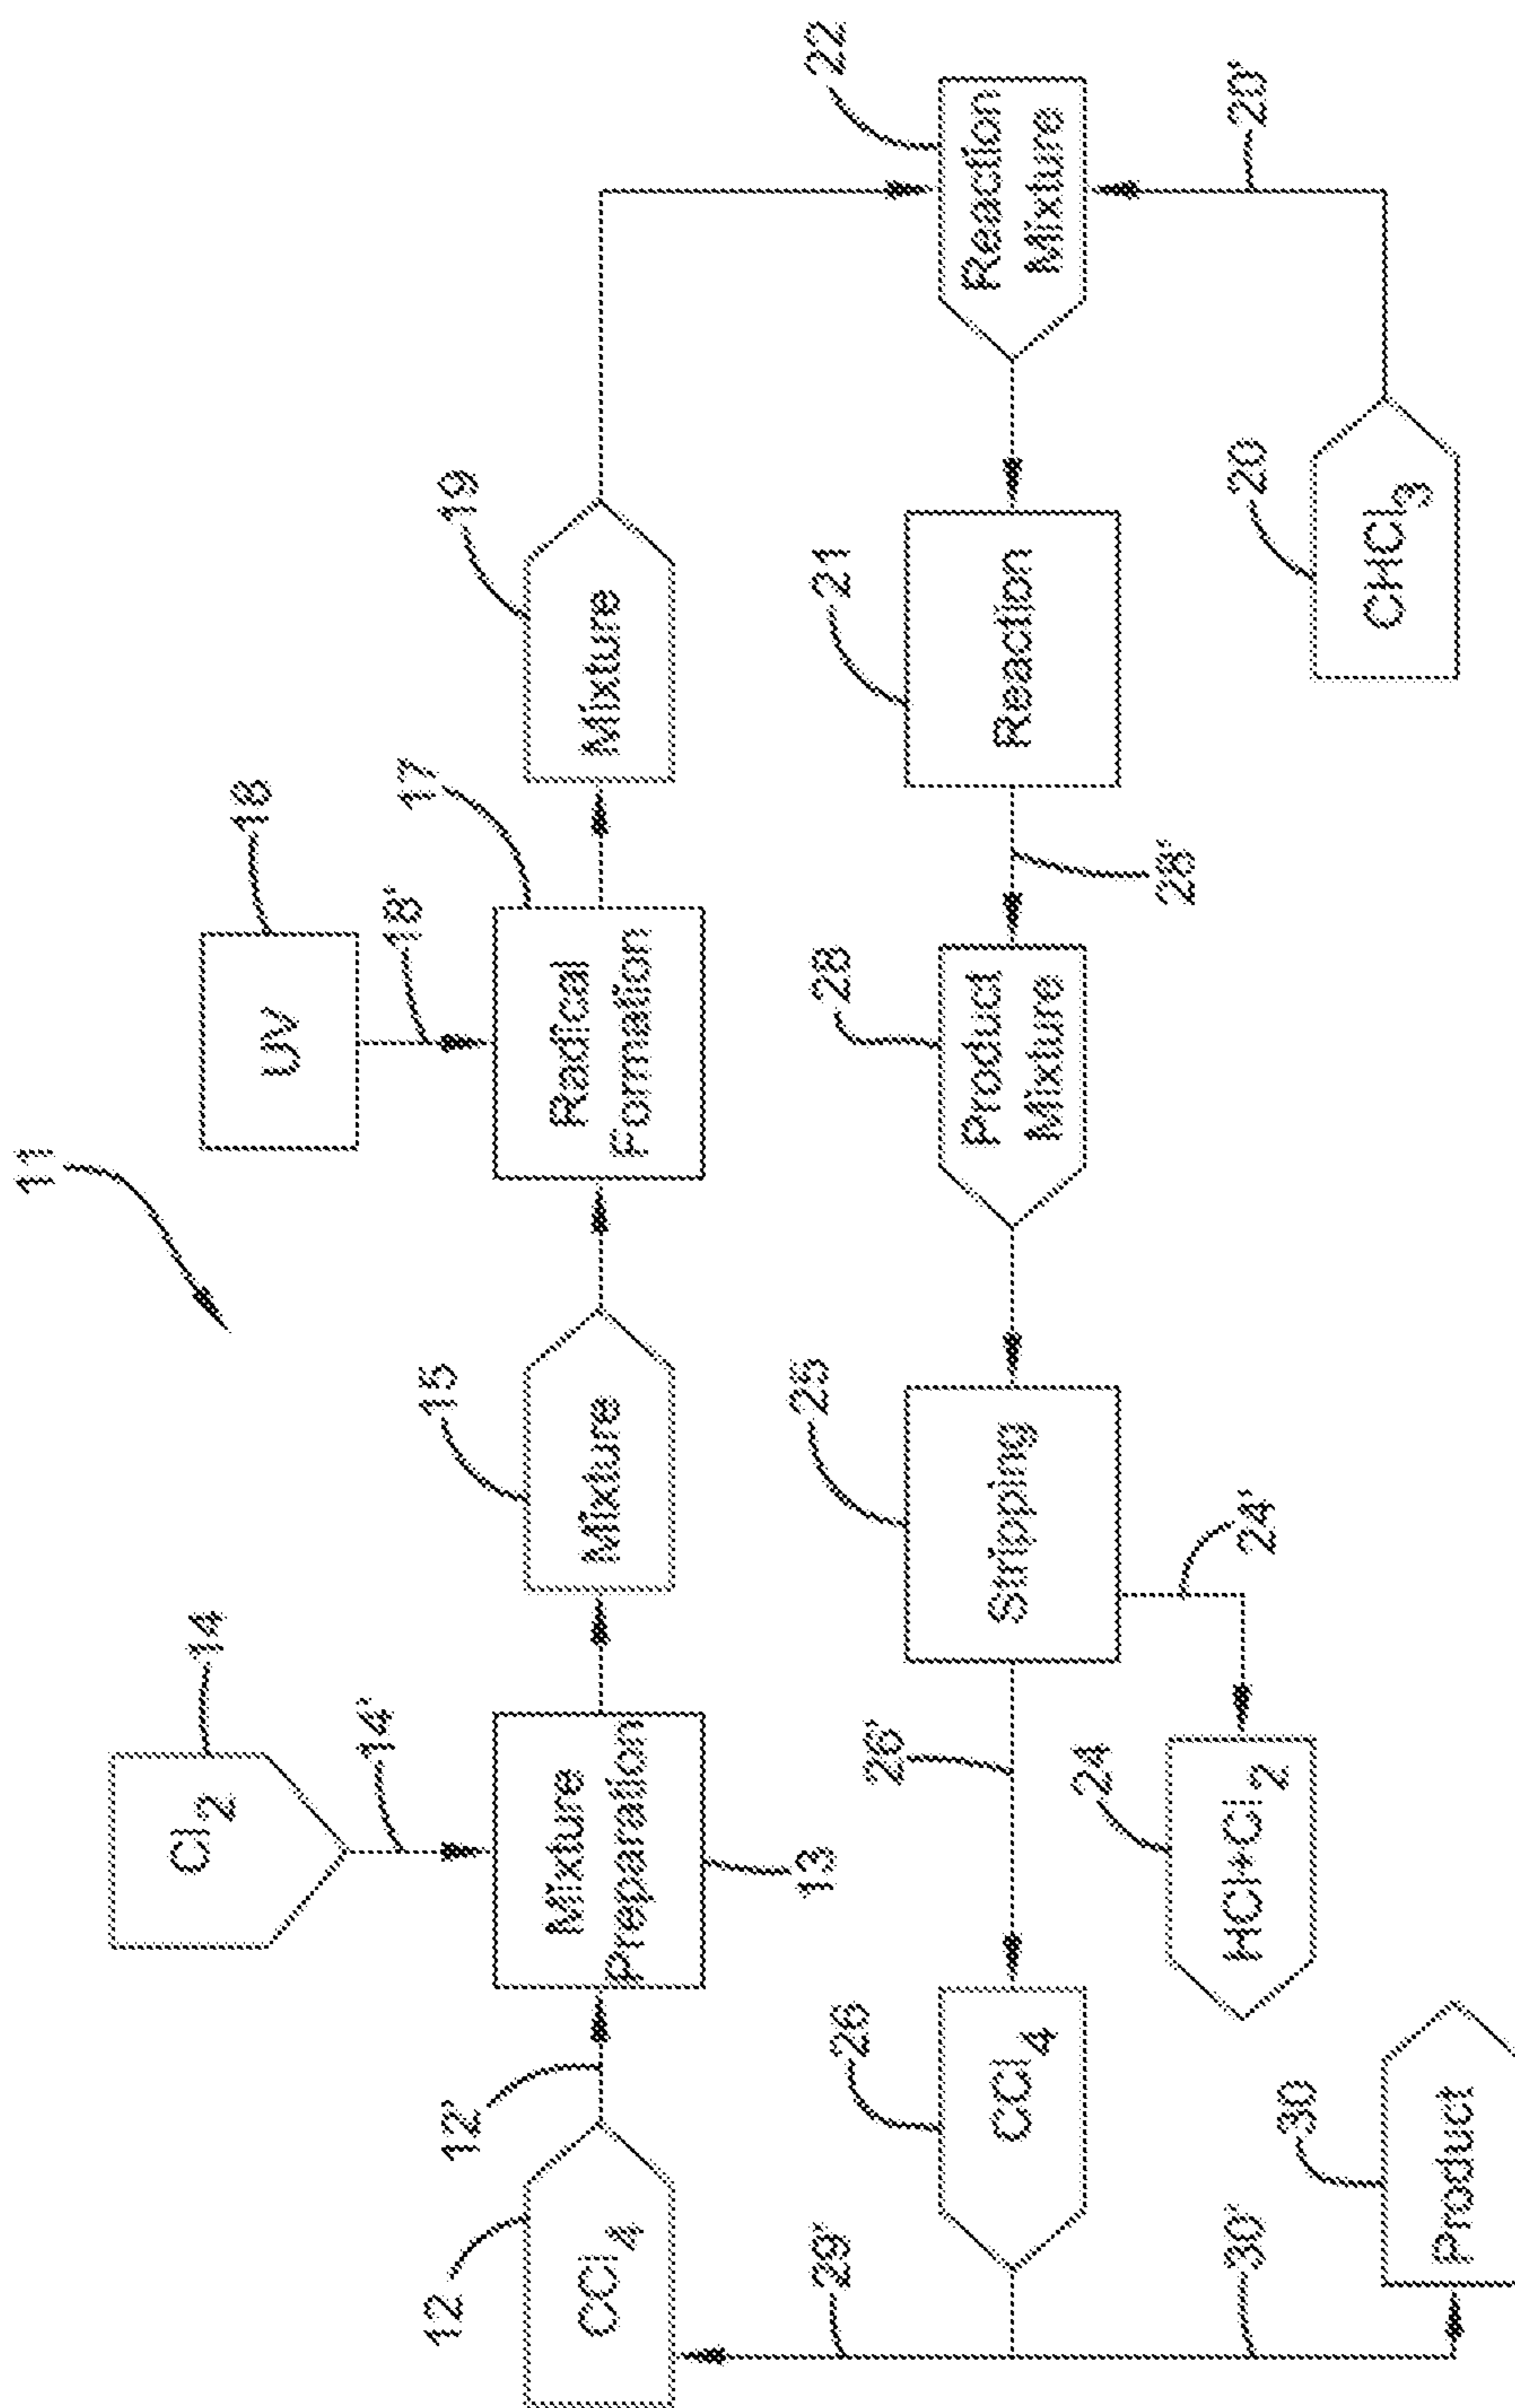 11
UV
18
18'
Cl2
14
14'
12
CCl4
12'
Mixture
Preparation
13
15
Mixture
17
Radical
Formation
19
Mixture
22
Reaction
Mixture
21
Reaction
28'
28
Product
Mixture
25
Stripping
24'
26'
26
CCl4
29'
24
HCl+Cl2
20
CHCl3
20'
30'
30
Product